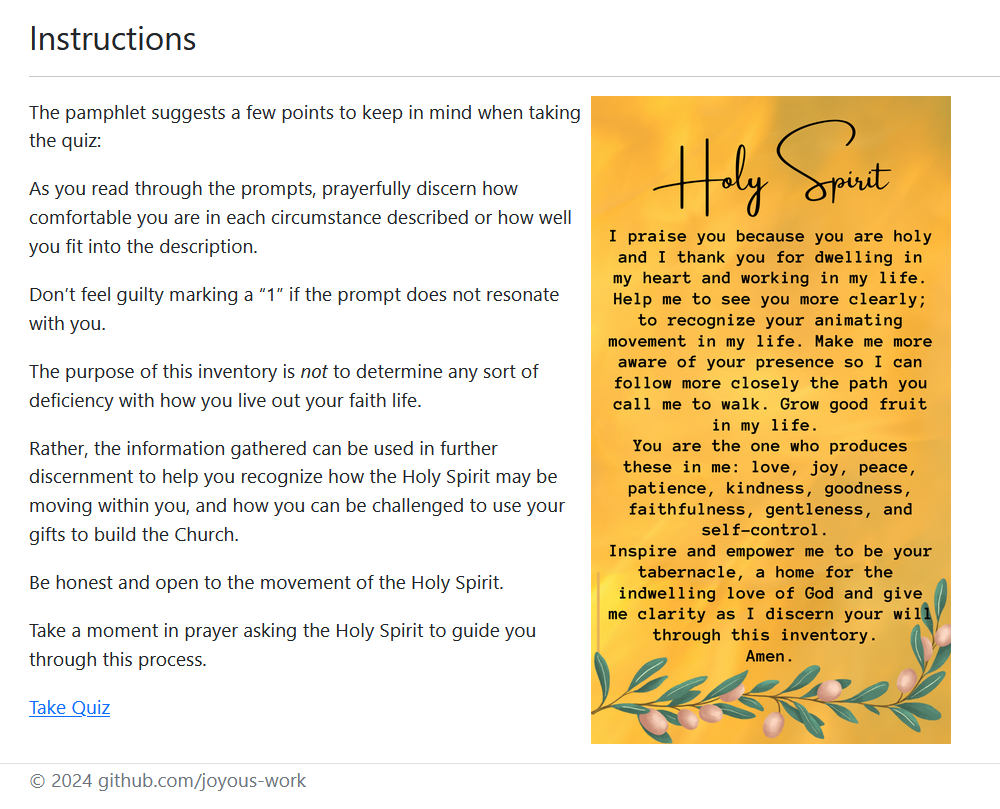 Instructions
The pamphlet suggests a few points to keep in mind when taking
the quiz:
As you read through the prompts, prayerfully discern how
comfortable you are in each circumstance described or how well
you fit into the description.
Don’t feel guilty marking a “1” if the prompt does not resonate
with you.
The purpose of this inventory is not to determine any sort of
deficiency with how you live out your faith life.
Rather, the information gathered can be used in further
discernment to help you recognize how the Holy Spirit may be
moving within you, and how you can be challenged to use your
gifts to build the Church.
Be honest and open to the movement of the Holy Spirit.
Take a moment in prayer asking the Holy Spirit to guide you
through this process.
Take Quiz
Holy Spirit
I praise you because you are holy
and I thank you for dwelling in
my heart and working in my life.
Help me to see you more clearly;
to recognize your animating
movement in my life. Make me more
aware of your presence so I can
follow more closely the path you
call me to walk. Grow good fruit
in my life.
You are the one who produces
these in me: love, joy, peace,
patience, kindness, goodness,
faithfulness, gentleness, and
self-control.
Inspire and empower me to be your
tabernacle, a home for the
indwelling love of God and give
me clarity as I discern your will
through this inventory.
Amen.
© 2024 github.com/joyous-work